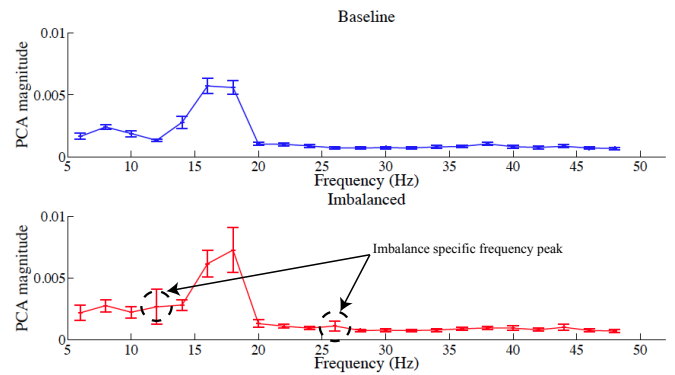 Baseline
PCA magnitude
0.01
0.005
0
5 10 15 20 25 30 35 40 45 50
Frequency (Hz)
Imbalanced
PCA magnitude
0.01
0.005
0
Imbalance specific frequency peak
5 10 15 20 25 30 35 40 45 50
Frequency (Hz)